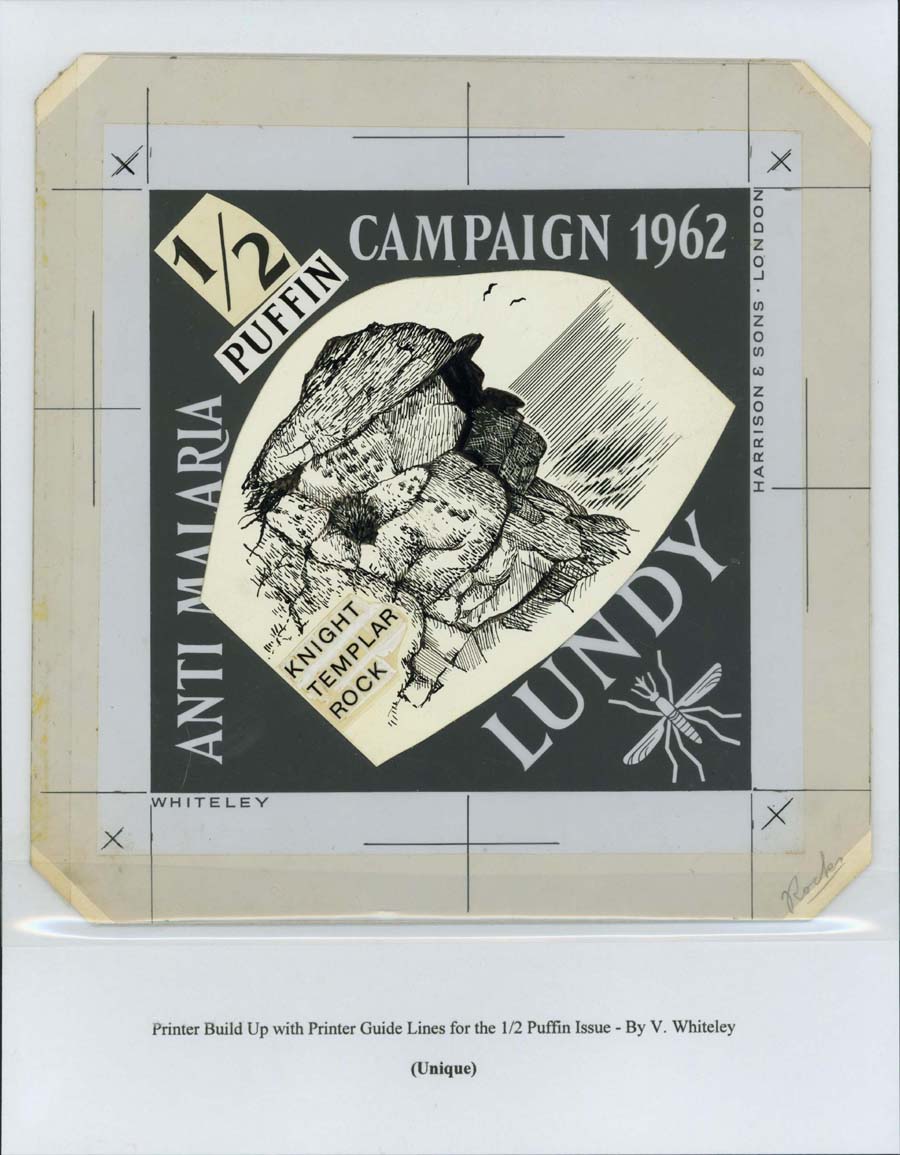 1/2
PUFFIN
CAMPAIGN 1962
ANTI MALARIA
KNIGHT
TEMPLAR
ROCK
LUNDY
HARRISON & SONS · LONDON
WHITELEY
Rocks
Printer Build Up with Printer Guide Lines for the 1/2 Puffin Issue - By V. Whiteley
(Unique)